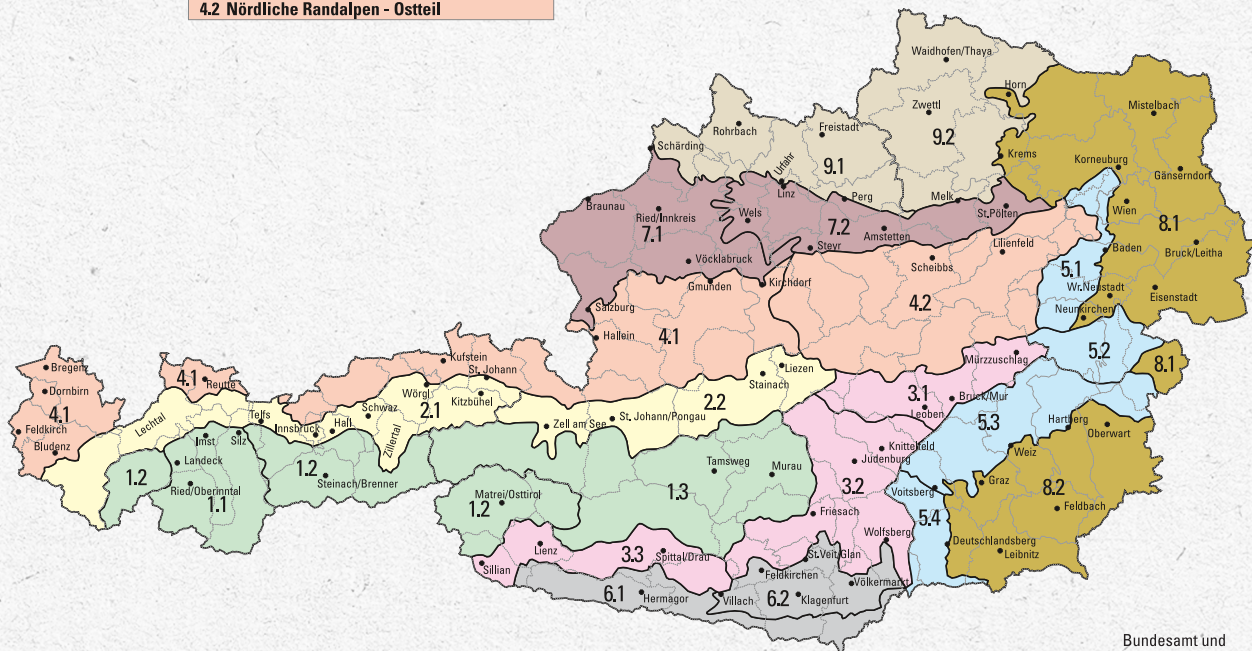 4.2 Nördliche Randalpen - Ostteil
Waidhofen/Thaya
Horn
Mistelbach
Zwettl
Rohrbach
Freistadt
9.2
Schärding
9.1
Krems
Korneuburg
Urfahr
Gänserndorf
Linz
Perg
Melk
Braunau
Ried/Innkreis
Wels
St.Pölten
Wien
7.1
7.2
8.1
Amstetten
Steyr
Lilienfeld
Baden
Bruck/Leitha
Vöcklabruck
Scheibbs
5.1
Gmunden
Kirchdorf
Wr.Neustadt
Eisenstadt
4.2
Salzburg
Neunkirchen
Hallein
4.1
5.2
Kufstein
Mürzzuschlag
Bregenz
St. Johann
Liezen
8.1
4.1
Reutte
Stainach
Dornbirn
Wörgl
3.1
Bruck/Mur
4.1
Lechtal
Telfs
Schwaz
2.1
Kitzbühel
2.2
Leoben
Feldkirch
Innsbruck
Hall
St. Johann/Pongau
5.3
Hartberg
Zell am See
Oberwart
Bludenz
Imst
Silz
Zillertal
Knittelfeld
Weiz
Landeck
1.2
Tamsweg
Judenburg
1.2
Steinach/Brenner
Murau
Graz
Ried/Oberinntal
1.3
3.2
Voitsberg
8.2
1.1
Matrei/Osttirol
1.2
Feldbach
Friesach
5.4
Wolfsberg
Deutschlandsberg
Lienz
3.3
Spittal/Drau
St.Veit/Glan
Leibnitz
Sillian
Feldkirchen
Völkermarkt
6.1
Hermagor
Villach
6.2
Klagenfurt
Bundesamt und